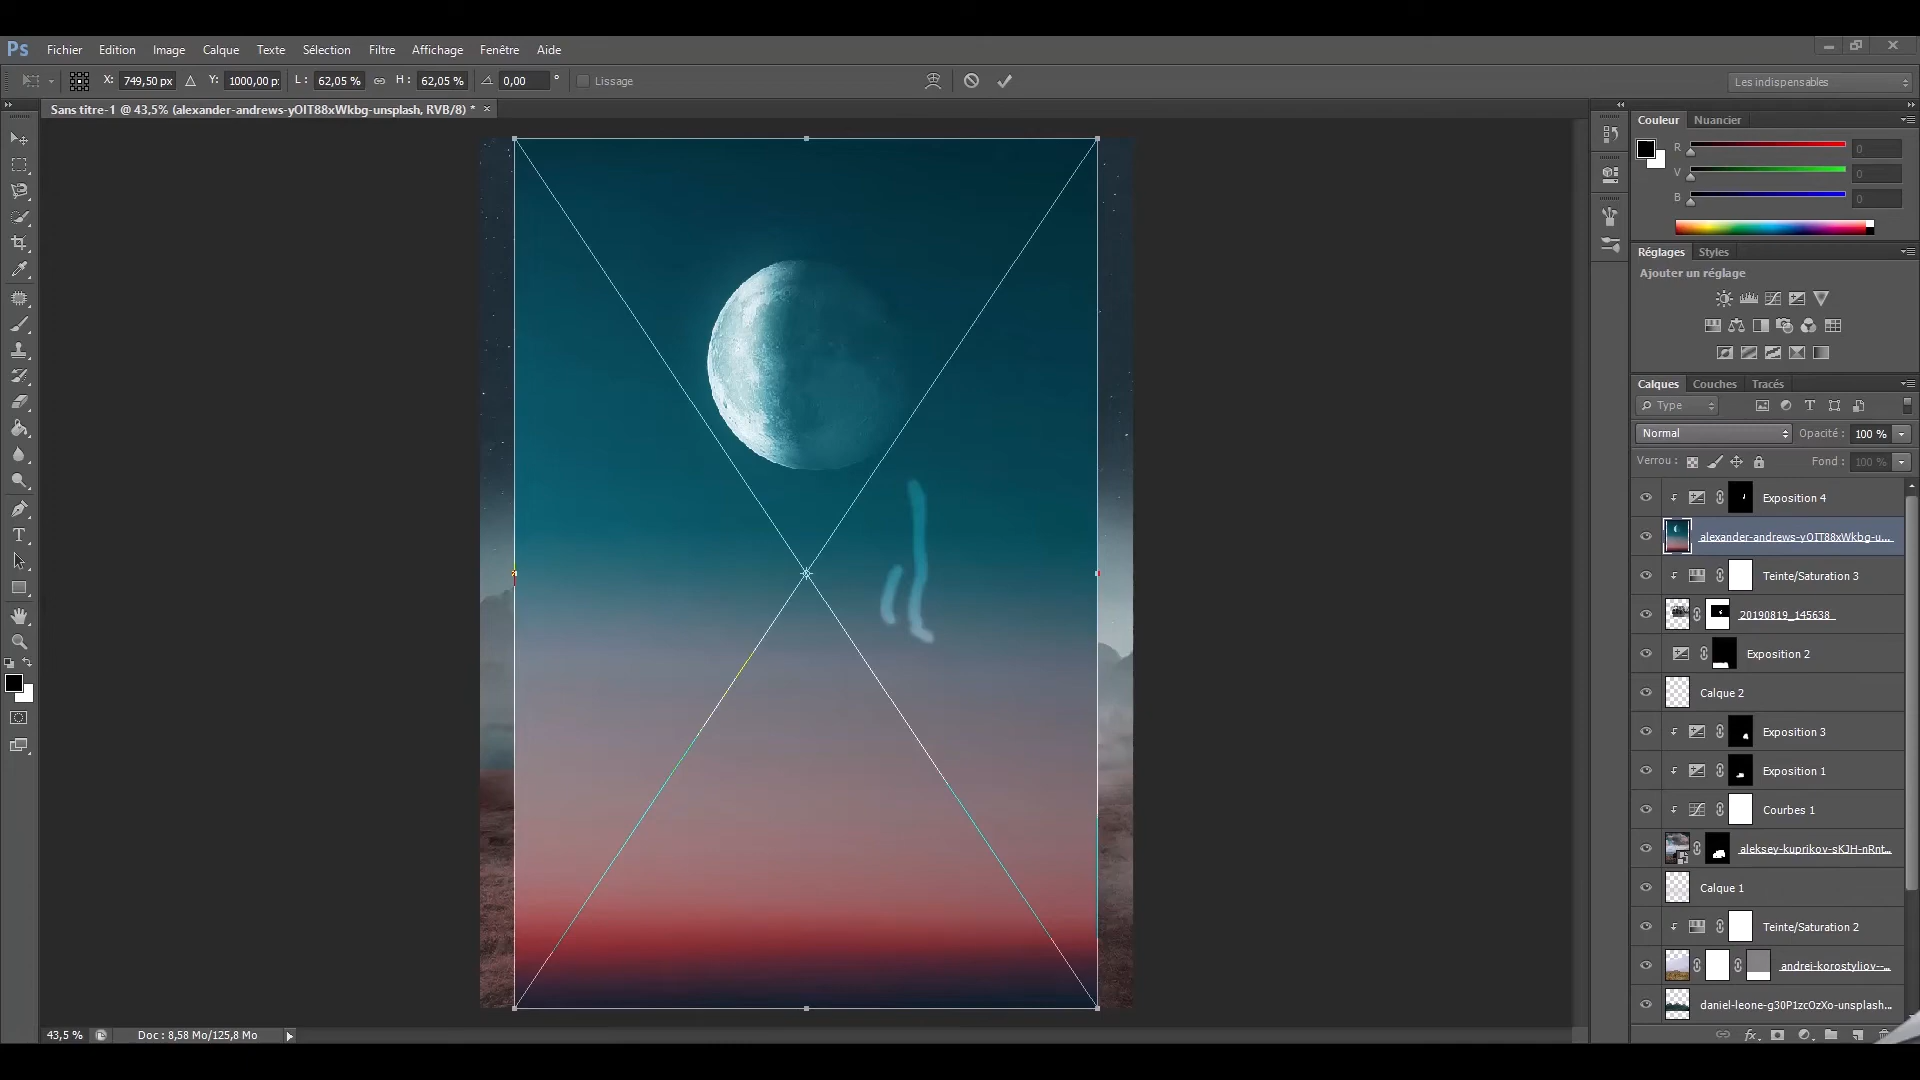 Ps Fichier Edition Image Calque Texte Sélection Filtre Affichage Fenêtre Aide
X: 749,50 px Y: 1000,00 p: L : 62,05 % H : 62,05 % 0,00 ° Lissage Les indispensables
Sans titre-1 @ 43,5% (alexander-andrews-yOIT88xWkbg-unsplash, RVB/8) * ×
Couleur Nuancier
R 0
V 0
B 0
Réglages Styles
Ajouter un réglage
Calques Couches Tracés
Type
Normal Opacité : 100 %
Verrou : Fond : 100 %
Exposition 4
alexander-andrews-yOIT88xWkbg-u...
Teinte/Saturation 3
20190819_145638
Exposition 2
Calque 2
Exposition 3
Exposition 1
Courbes 1
aleksey-kuprikov-sKJH-nRnt...
Calque 1
Teinte/Saturation 2
andrei-korostyliov--...
daniel-leone-g30P1zcOzXo-unsplash...
43,5 % Doc : 8,58 Mo/125,8 Mo
fx